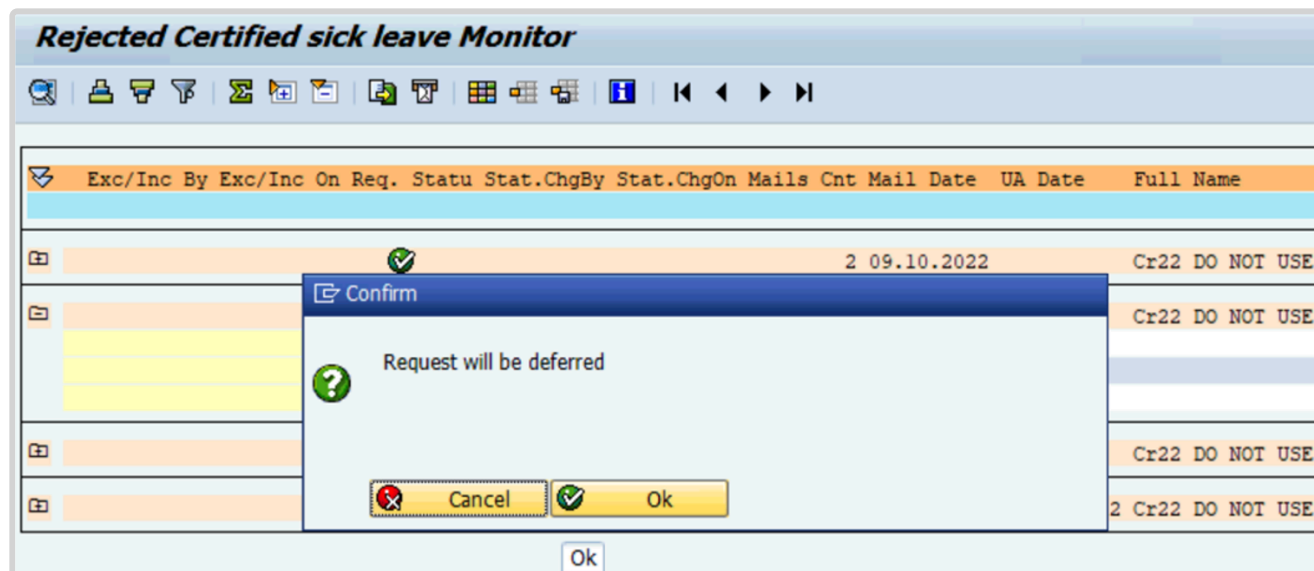 Rejected Certified sick leave Monitor
Exc/Inc By Exc/Inc On Req. Statu Stat.ChgBy Stat.ChgOn Mails Cnt Mail Date UA Date Full Name
2 09.10.2022 Cr22 DO NOT USE
Confirm
Cr22 DO NOT USE
Request will be deferred
Cr22 DO NOT USE
Cancel Ok
2 Cr22 DO NOT USE
Ok